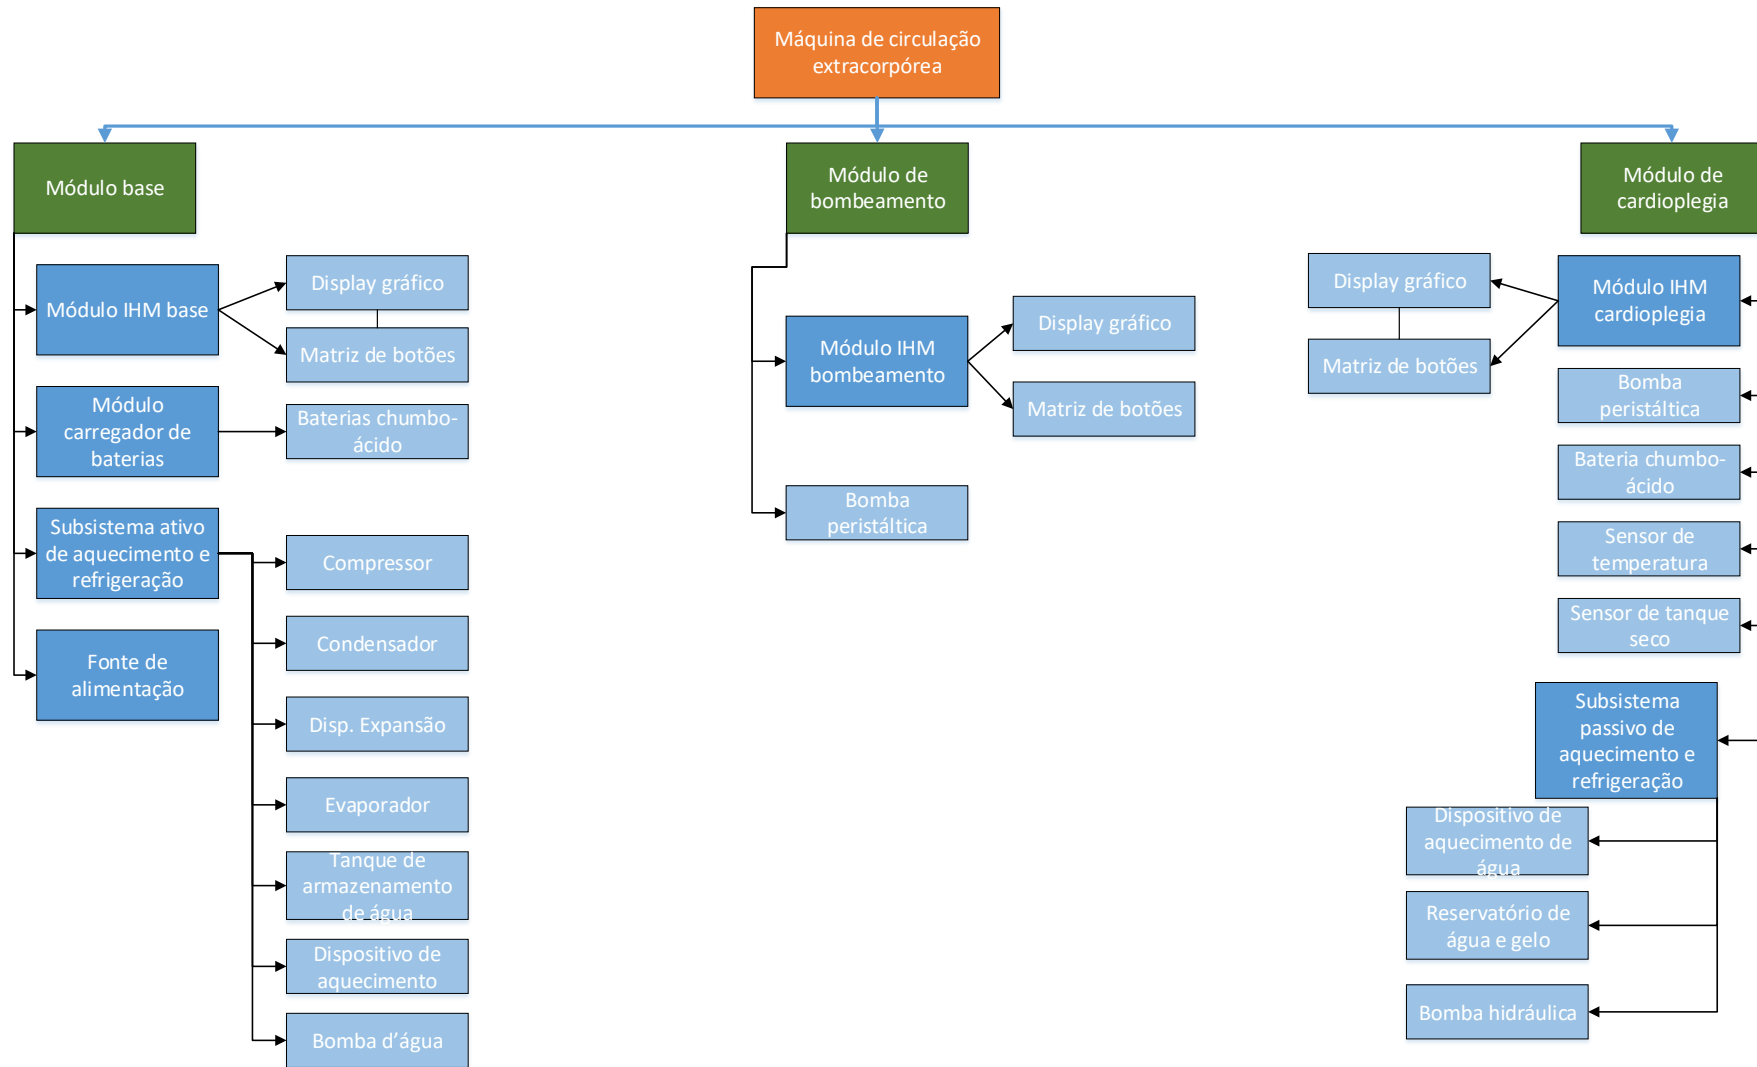 Máquina de circulação
extracorpórea
Módulo base
Módulo IHM base
Display gráfico
Matriz de botões
Módulo
carregador de
baterias
Baterias chumbo-
ácido
Subsistema ativo
de aquecimento e
refrigeração
Compressor
Condensador
Disp. Expansão
Evaporador
Tanque de
armazenamento
de água
Dispositivo de
aquecimento
Bomba d’água
Fonte de
alimentação
Módulo de
bombeamento
Módulo IHM
bombeamento
Display gráfico
Matriz de botões
Bomba
peristáltica
Módulo de
cardioplegia
Módulo IHM
cardioplegia
Display gráfico
Matriz de botões
Bomba
peristáltica
Bateria chumbo-
ácido
Sensor de
temperatura
Sensor de tanque
seco
Subsistema
passivo de
aquecimento e
refrigeração
Dispositivo de
aquecimento de
água
Reservatório de
água e gelo
Bomba hidráulica